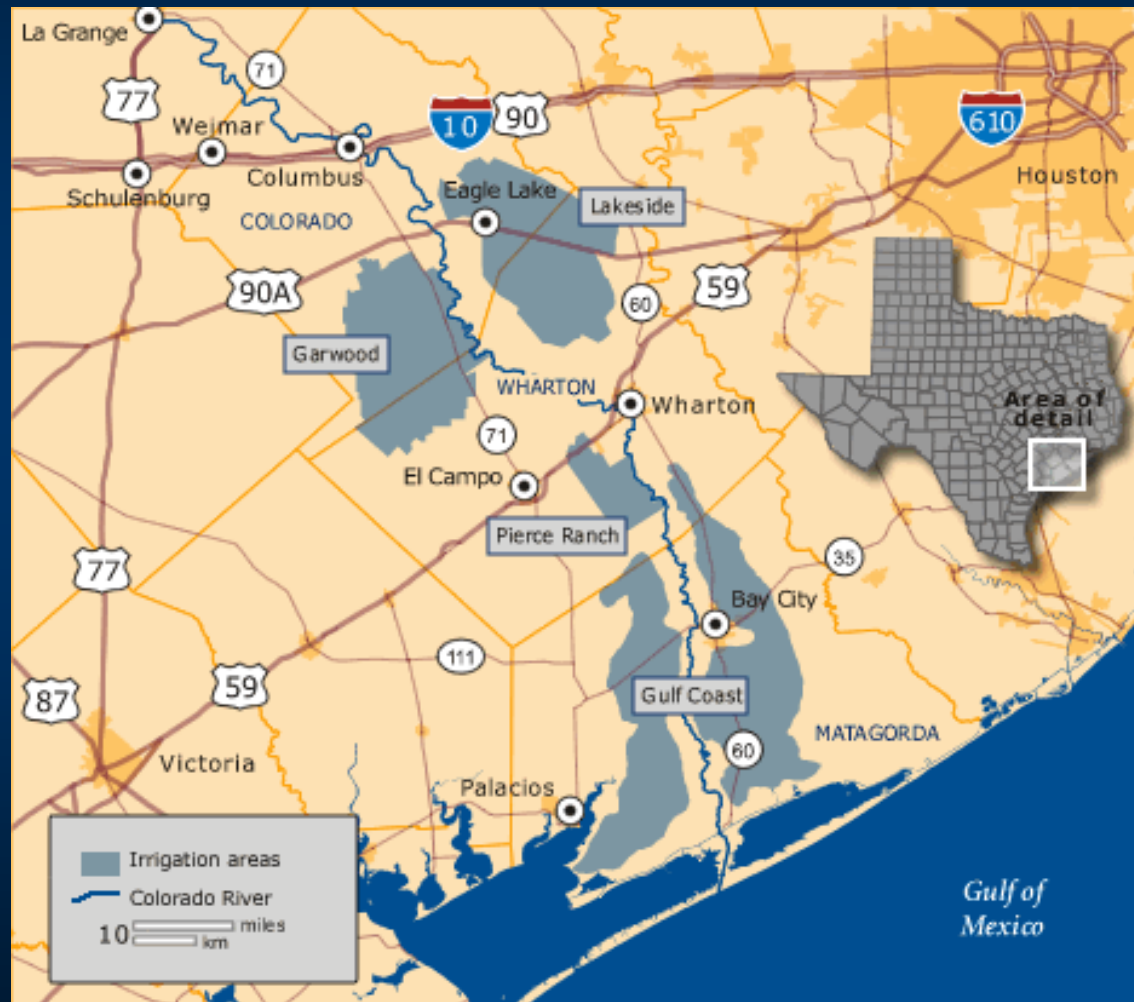 La Grange
71
77
10
90
610
Weimar
Columbus
Houston
Schulenburg
Eagle Lake
Lakeside
COLORADO
90A
59
60
Garwood
WHARTON
Wharton
Area of
detail
71
El Campo
Pierce Ranch
35
77
Bay City
111
87
59
Gulf Coast
MATAGORDA
60
Victoria
Palacios
Irrigation areas
Colorado River
10 miles
km
Gulf of
Mexico